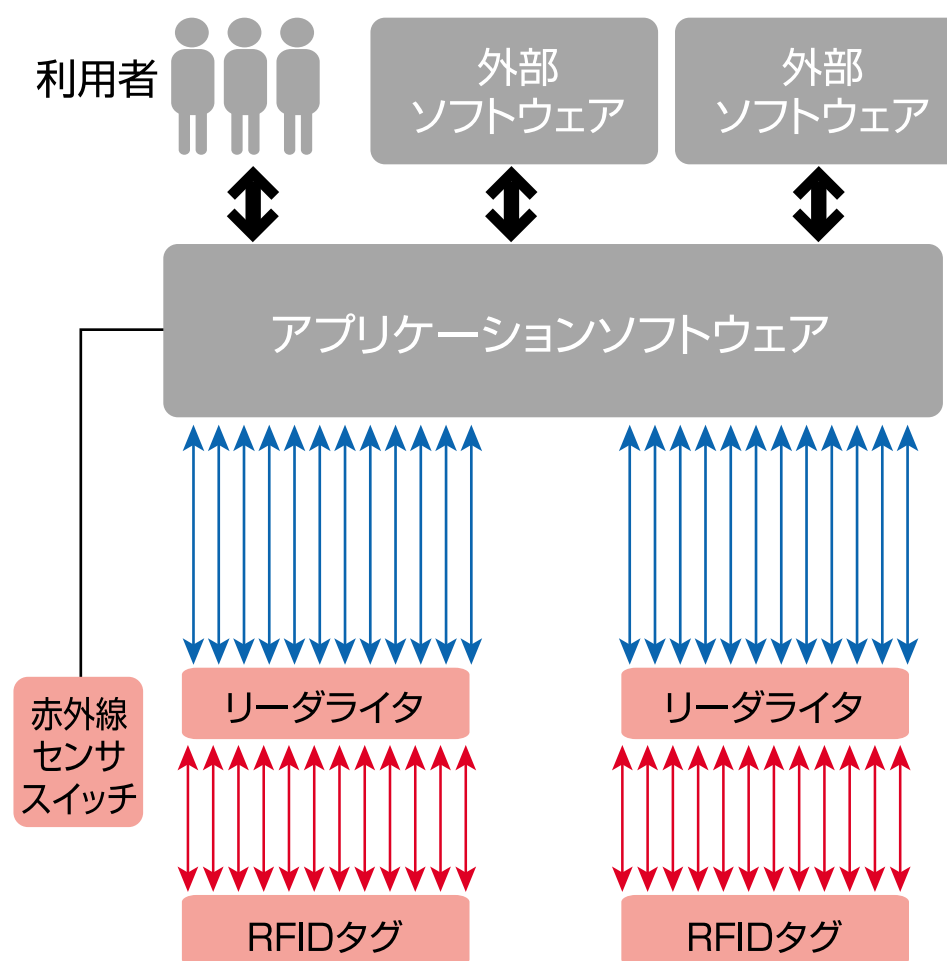 利用者
外部
ソフトウェア
外部
ソフトウェア
アプリケーションソフトウェア
リーダライタ
リーダライタ
赤外線
センサ
スイッチ
RFIDタグ
RFIDタグ